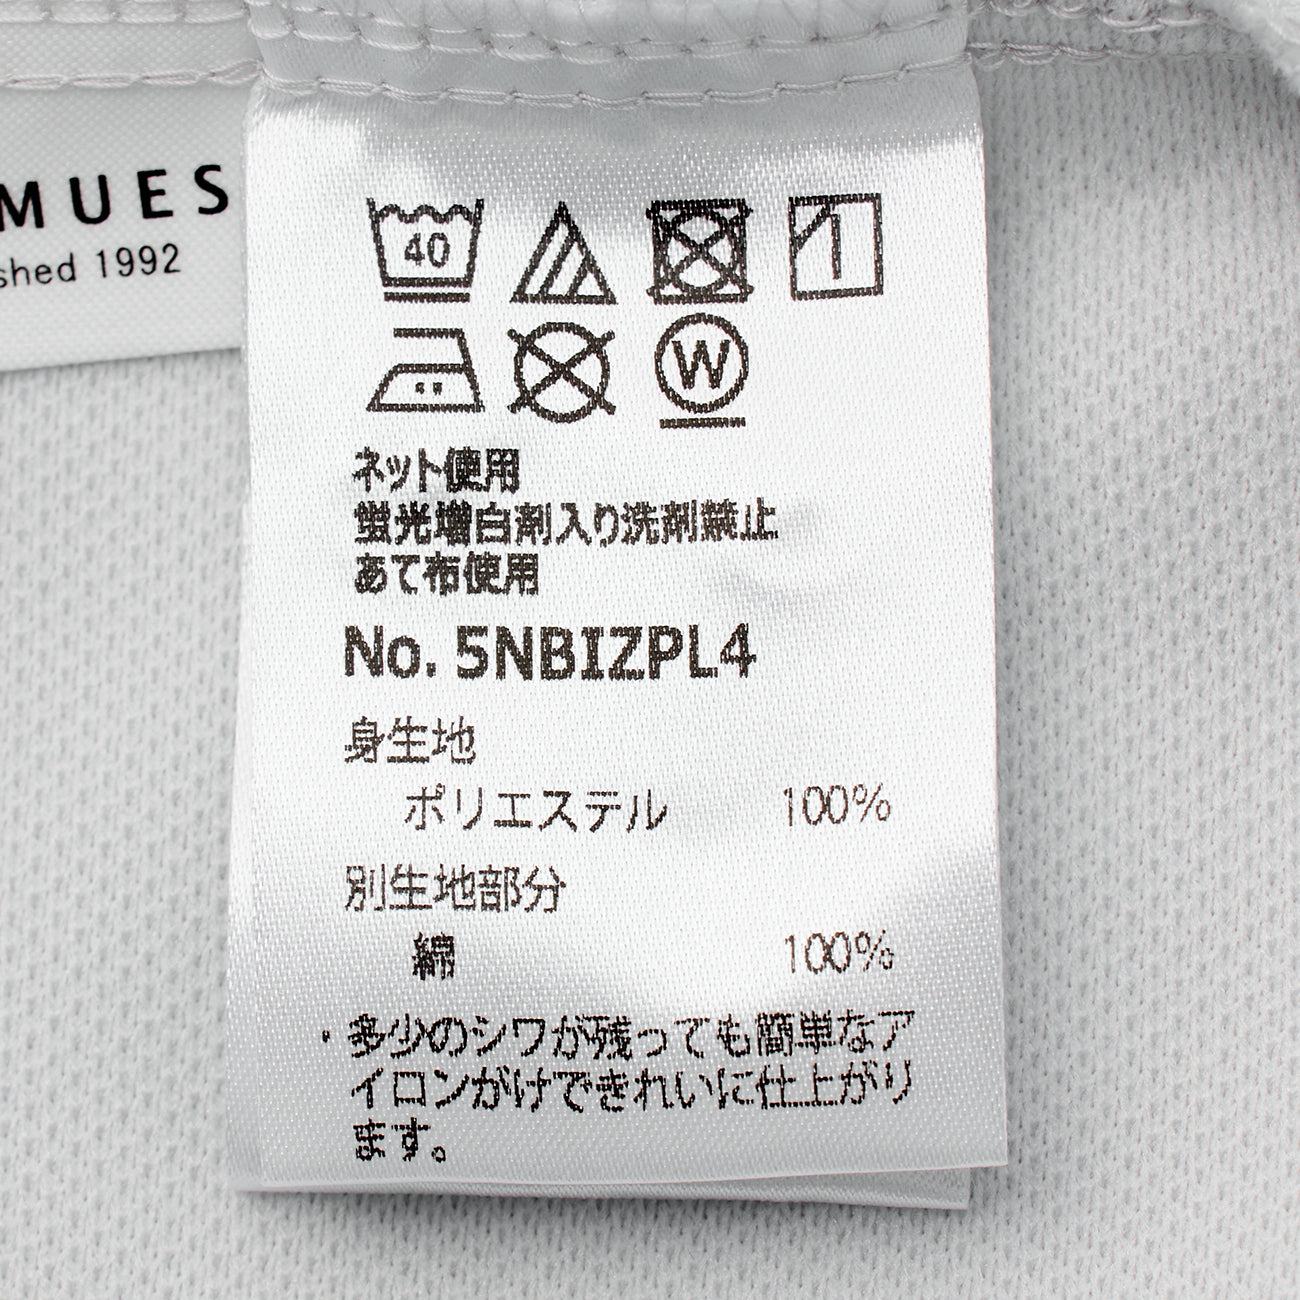 MUES
shed 1992
40
W
ネット使用
蛍光増白剤入り洗剤禁止
あて布使用
No. 5NBIZPL4
身生地
ポリエステル 100%
別生地部分
綿 100%
・多少のシワが残っても簡単なア
イロンがけできれいに仕上がり
ます。